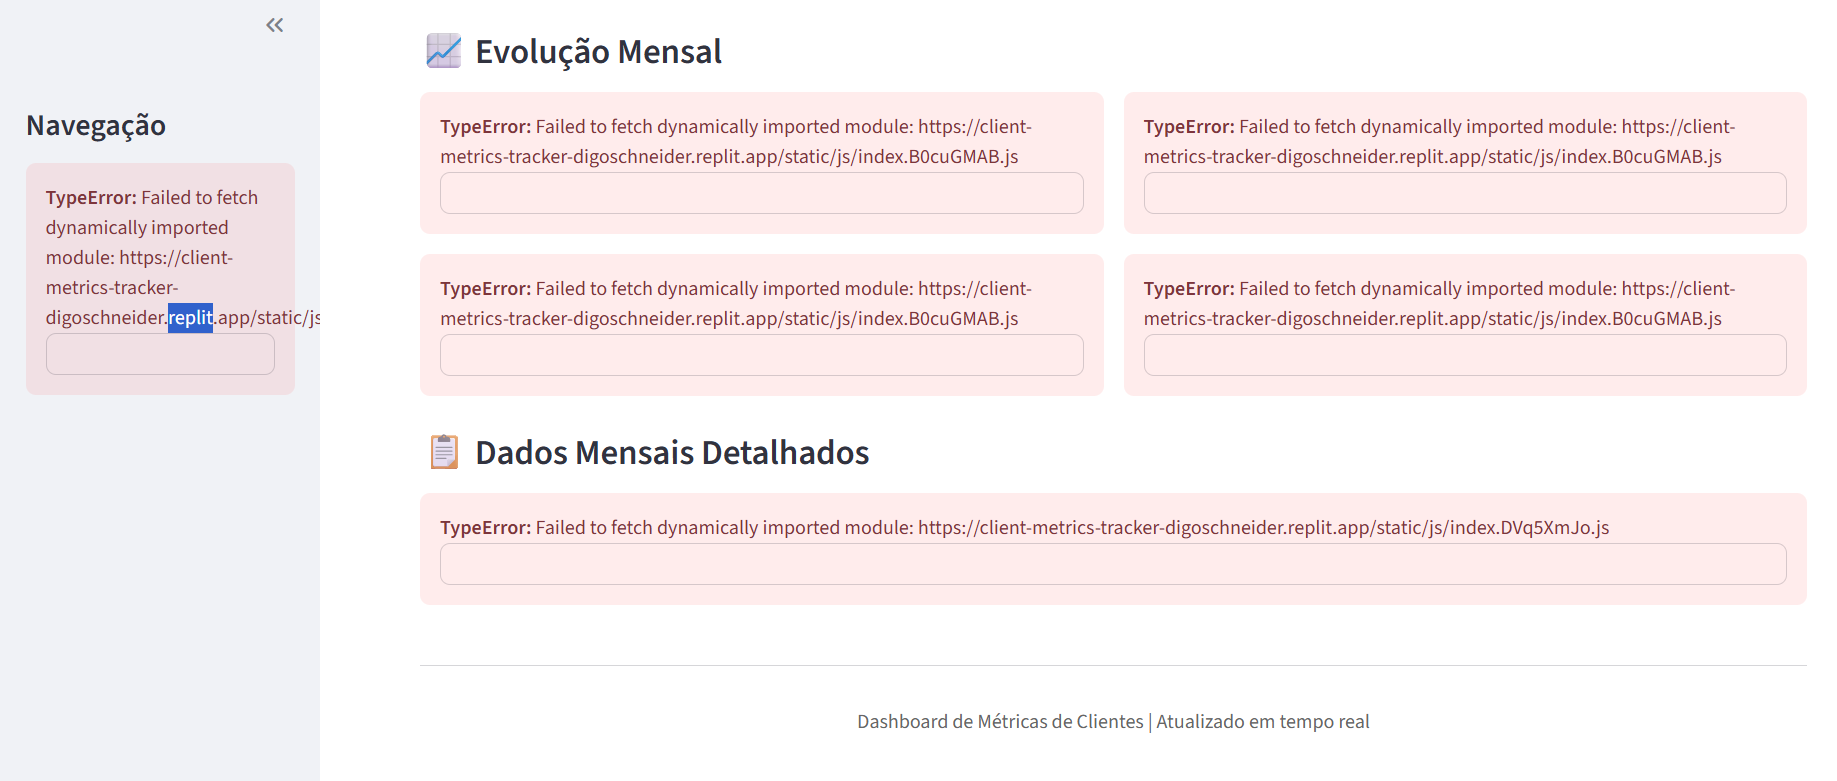 Navegação
TypeError: Failed to fetch
dynamically imported
module: https://client-
metrics-tracker-
digoschneider.replit.app/static/js
Evolução Mensal
TypeError: Failed to fetch dynamically imported module: https://client-
metrics-tracker-digoschneider.replit.app/static/js/index.B0cuGMAB.js
TypeError: Failed to fetch dynamically imported module: https://client-
metrics-tracker-digoschneider.replit.app/static/js/index.B0cuGMAB.js
TypeError: Failed to fetch dynamically imported module: https://client-
metrics-tracker-digoschneider.replit.app/static/js/index.B0cuGMAB.js
TypeError: Failed to fetch dynamically imported module: https://client-
metrics-tracker-digoschneider.replit.app/static/js/index.B0cuGMAB.js
Dados Mensais Detalhados
TypeError: Failed to fetch dynamically imported module: https://client-metrics-tracker-digoschneider.replit.app/static/js/index.DVq5XmJo.js
Dashboard de Métricas de Clientes | Atualizado em tempo real